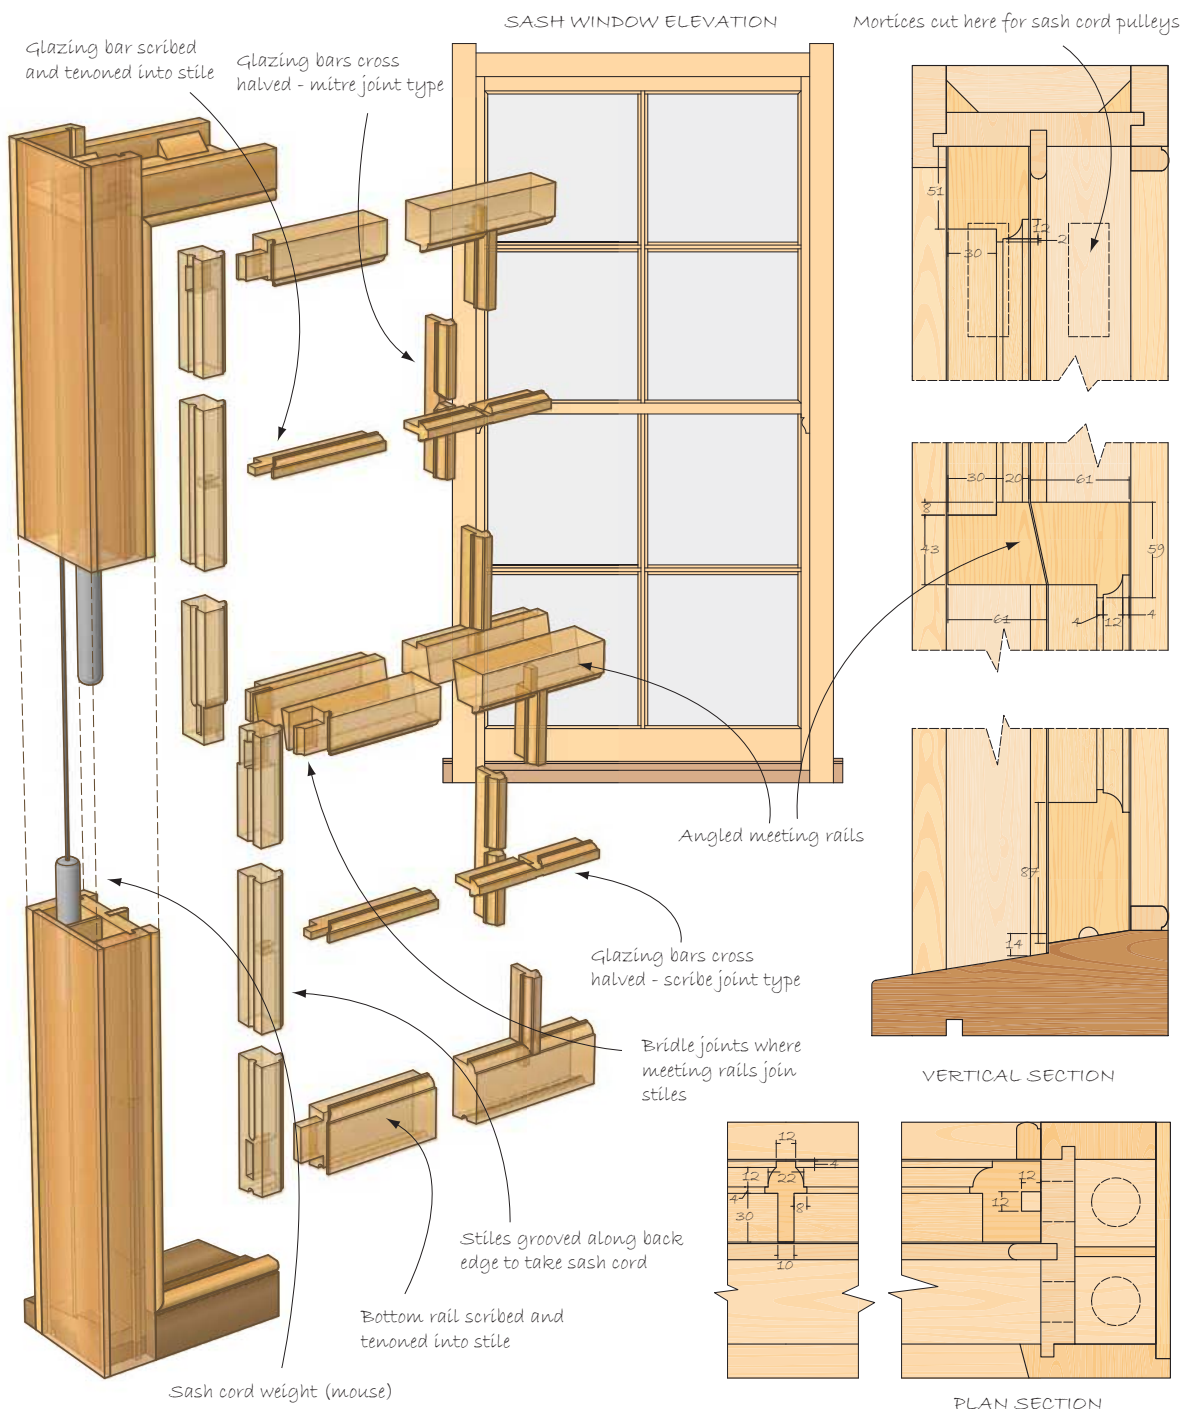 SASH WINDOW ELEVATION
Mortices cut here for sash cord pulleys
Glazing bar scribed
and tenoned into stile
Glazing bars cross
halved - mitre joint type
51
12
2
30
30
20
61
8
43
59
61
4
12
4
Angled meeting rails
87
14
Glazing bars cross
halved - scribe joint type
Bridle joints where
meeting rails join
stiles
VERTICAL SECTION
12
4
12
22
4
30
8
10
12
12
Stiles grooved along back
edge to take sash cord
Bottom rail scribed and
tenoned into stile
Sash cord weight (mouse)
PLAN SECTION